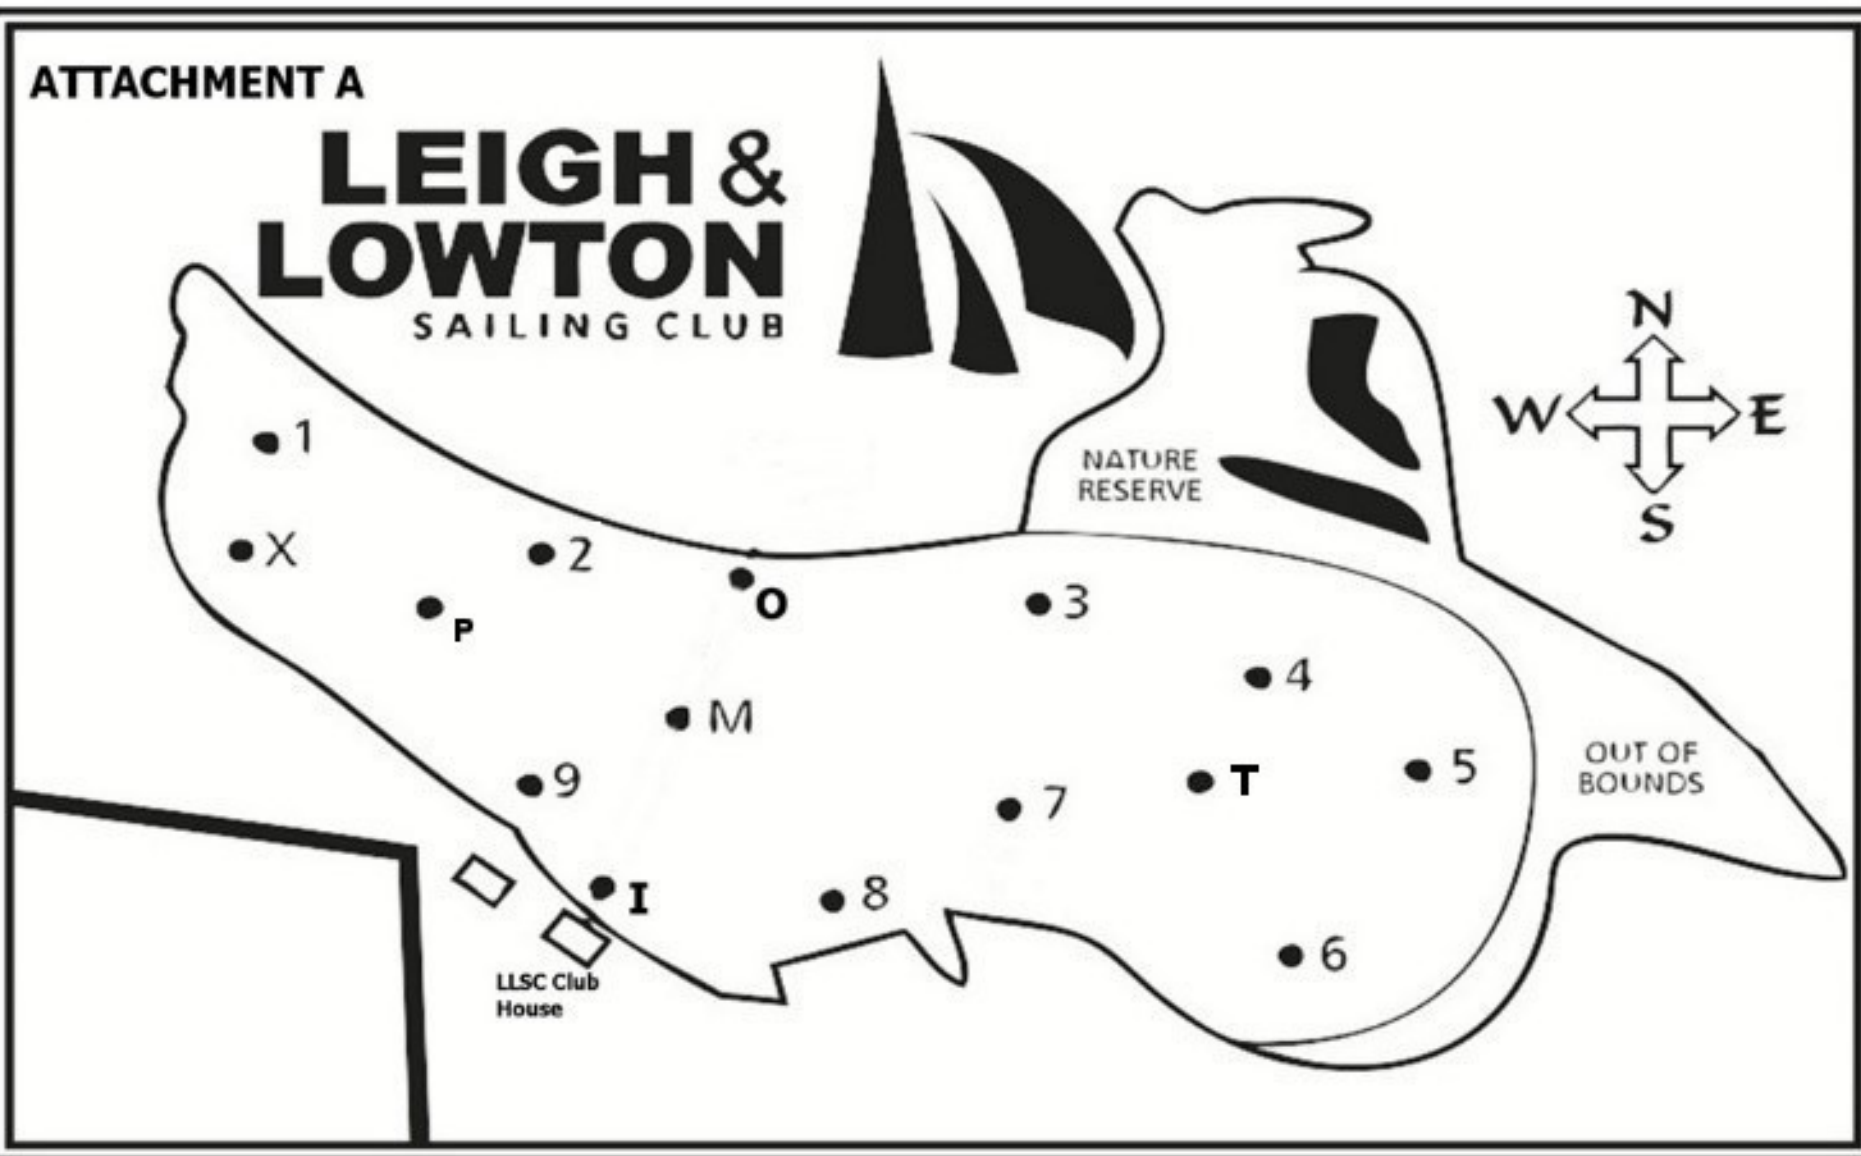 ATTACHMENT A
LEIGH &
LOWTON
SAILING CLUB
N
W E
S
NATURE
RESERVE
1
X
2
P
O
3
4
M
9
T
5
OUT OF
BOUNDS
7
I
8
6
LLSC Club
House